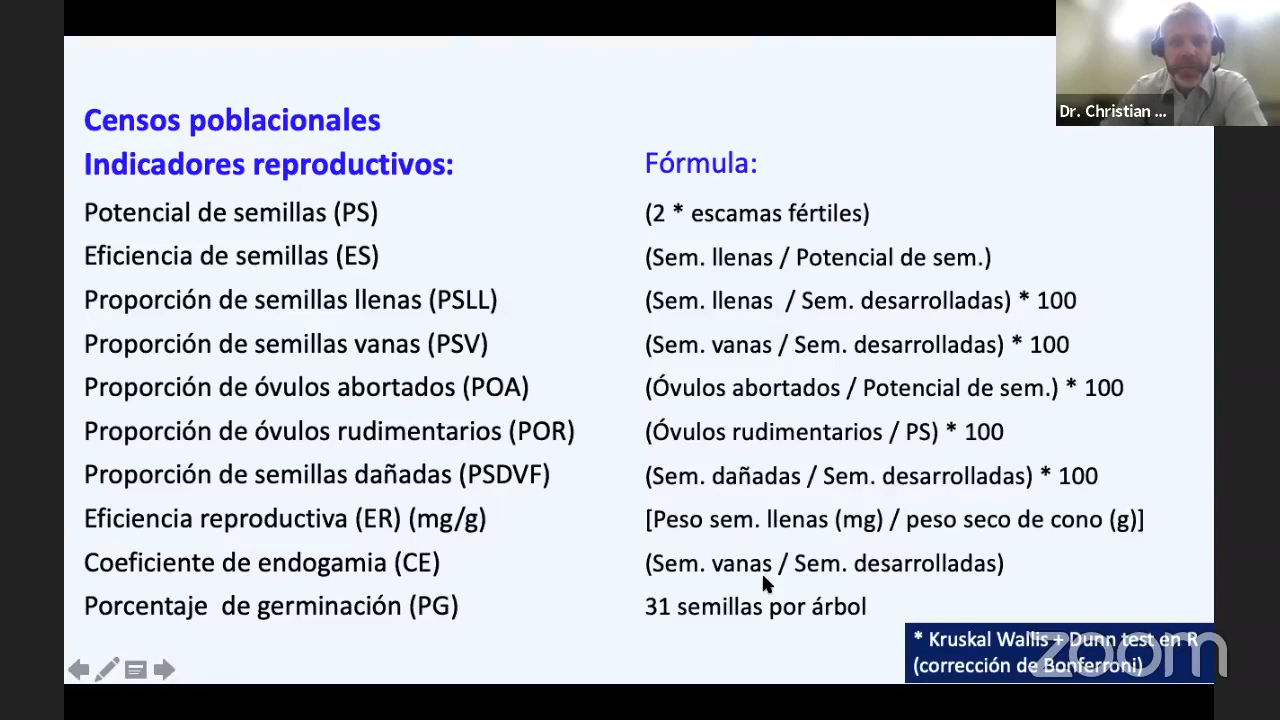 Dr. Christian ...
Censos poblacionales
Indicadores reproductivos:
Fórmula:
Potencial de semillas (PS)
(2 * escamas fértiles)
Eficiencia de semillas (ES)
(Sem. llenas / Potencial de sem.)
Proporción de semillas llenas (PSLL)
(Sem. llenas / Sem. desarrolladas) * 100
Proporción de semillas vanas (PSV)
(Sem. vanas / Sem. desarrolladas) * 100
Proporción de óvulos abortados (POA)
(Óvulos abortados / Potencial de sem.) * 100
Proporción de óvulos rudimentarios (POR)
(Óvulos rudimentarios / PS) * 100
Proporción de semillas dañadas (PSDVF)
(Sem. dañadas / Sem. desarrolladas) * 100
Eficiencia reproductiva (ER) (mg/g)
[Peso sem. llenas (mg) / peso seco de cono (g)]
Coeficiente de endogamia (CE)
(Sem. vanas / Sem. desarrolladas)
Porcentaje de germinación (PG)
31 semillas por árbol
* Kruskal Wallis + Dunn test en R
(corrección de Bonferroni)
zoom